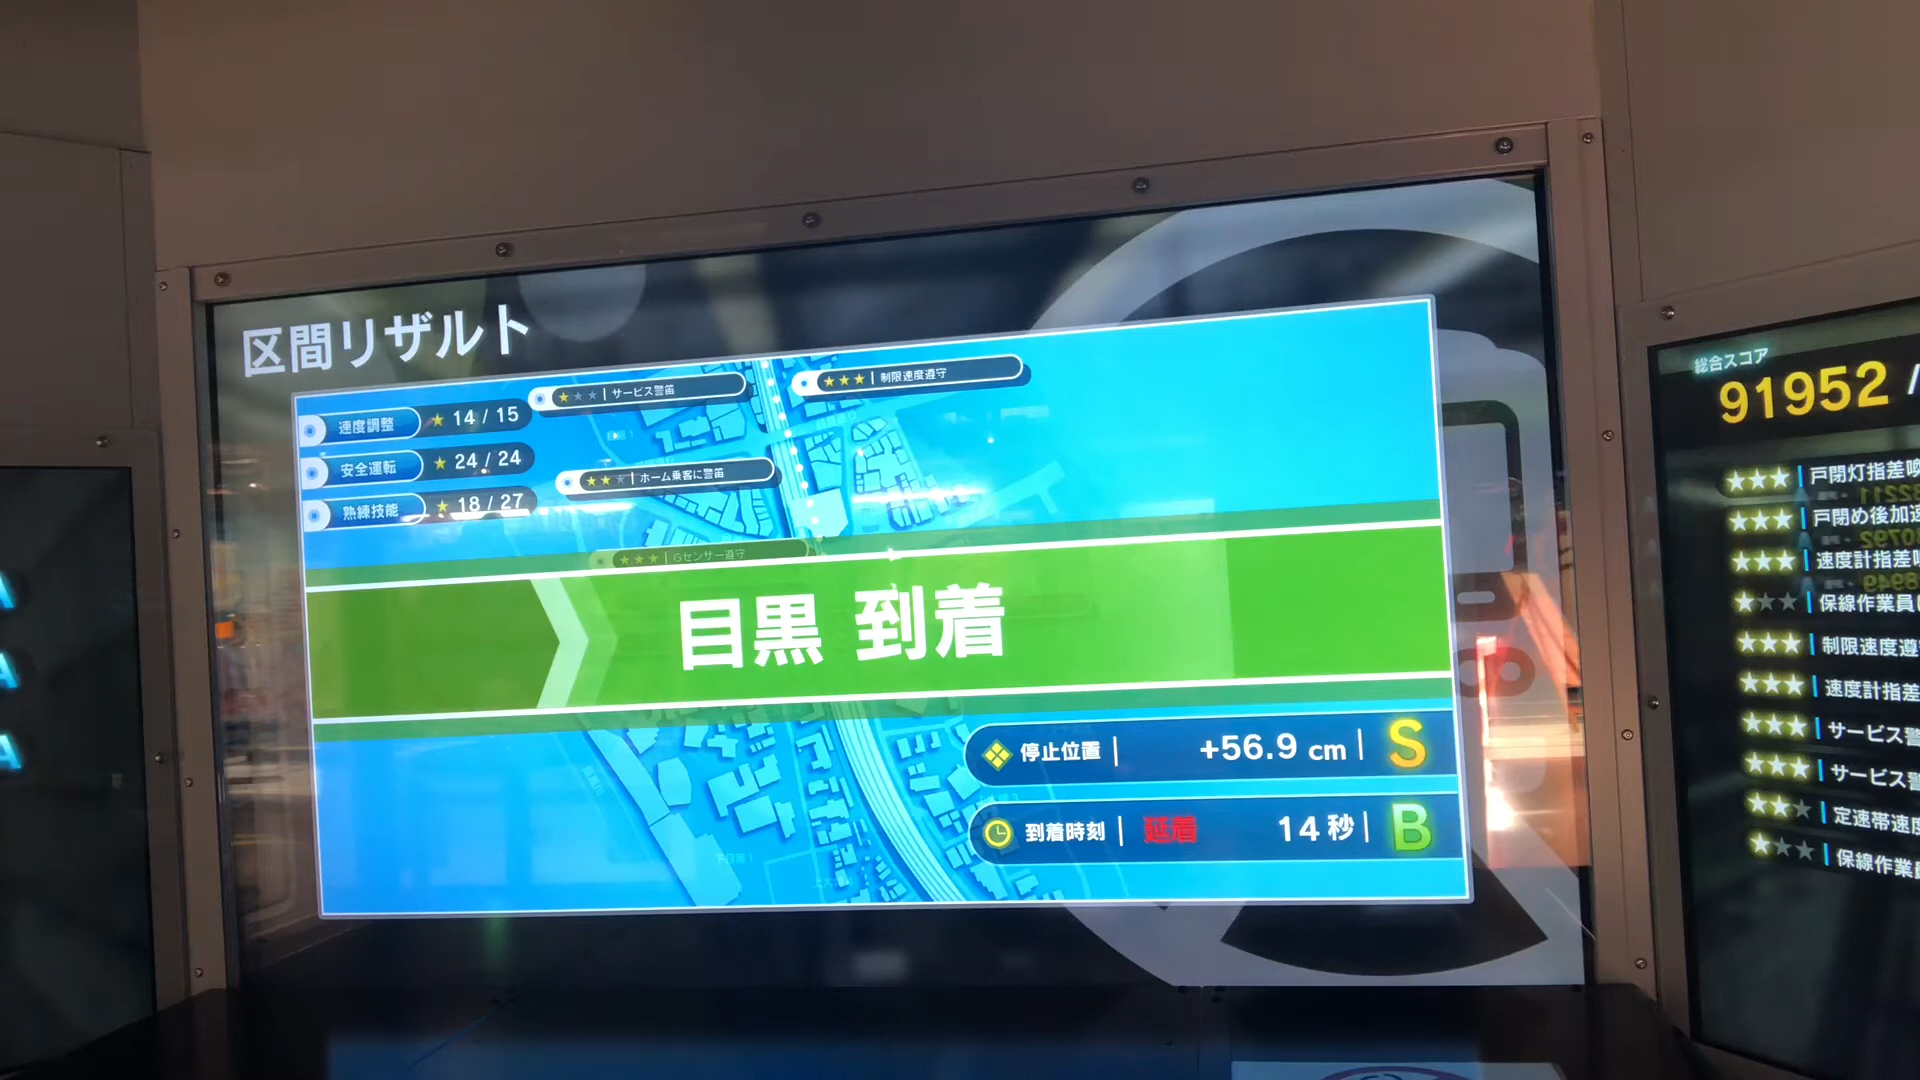 区間リザルト
速度調整 ★ 14 / 15
安全運転 ★ 24 / 24
熟練技能 ★ 18 / 27
★☆☆ | サービス警笛
★★★ | 制限速度遵守
★★☆ | ホーム乗客に警笛
★★★ | Gセンサー遵守
目黒 到着
停止位置 | +56.9 cm | S
到着時刻 | 延着 14 秒 | B
総合スコア
91952 /
★★★ | 戸閉灯指差
★★★ | 戸閉め後加速
★★★ | 速度計指差
★☆☆ | 保線作業員
★★★ | 制限速度遵
★★★ | 速度計指差
★★★ | サービス警
★★★ | サービス警
★★☆ | 定速帯速度
★☆☆ | 保線作業員
A
A
A